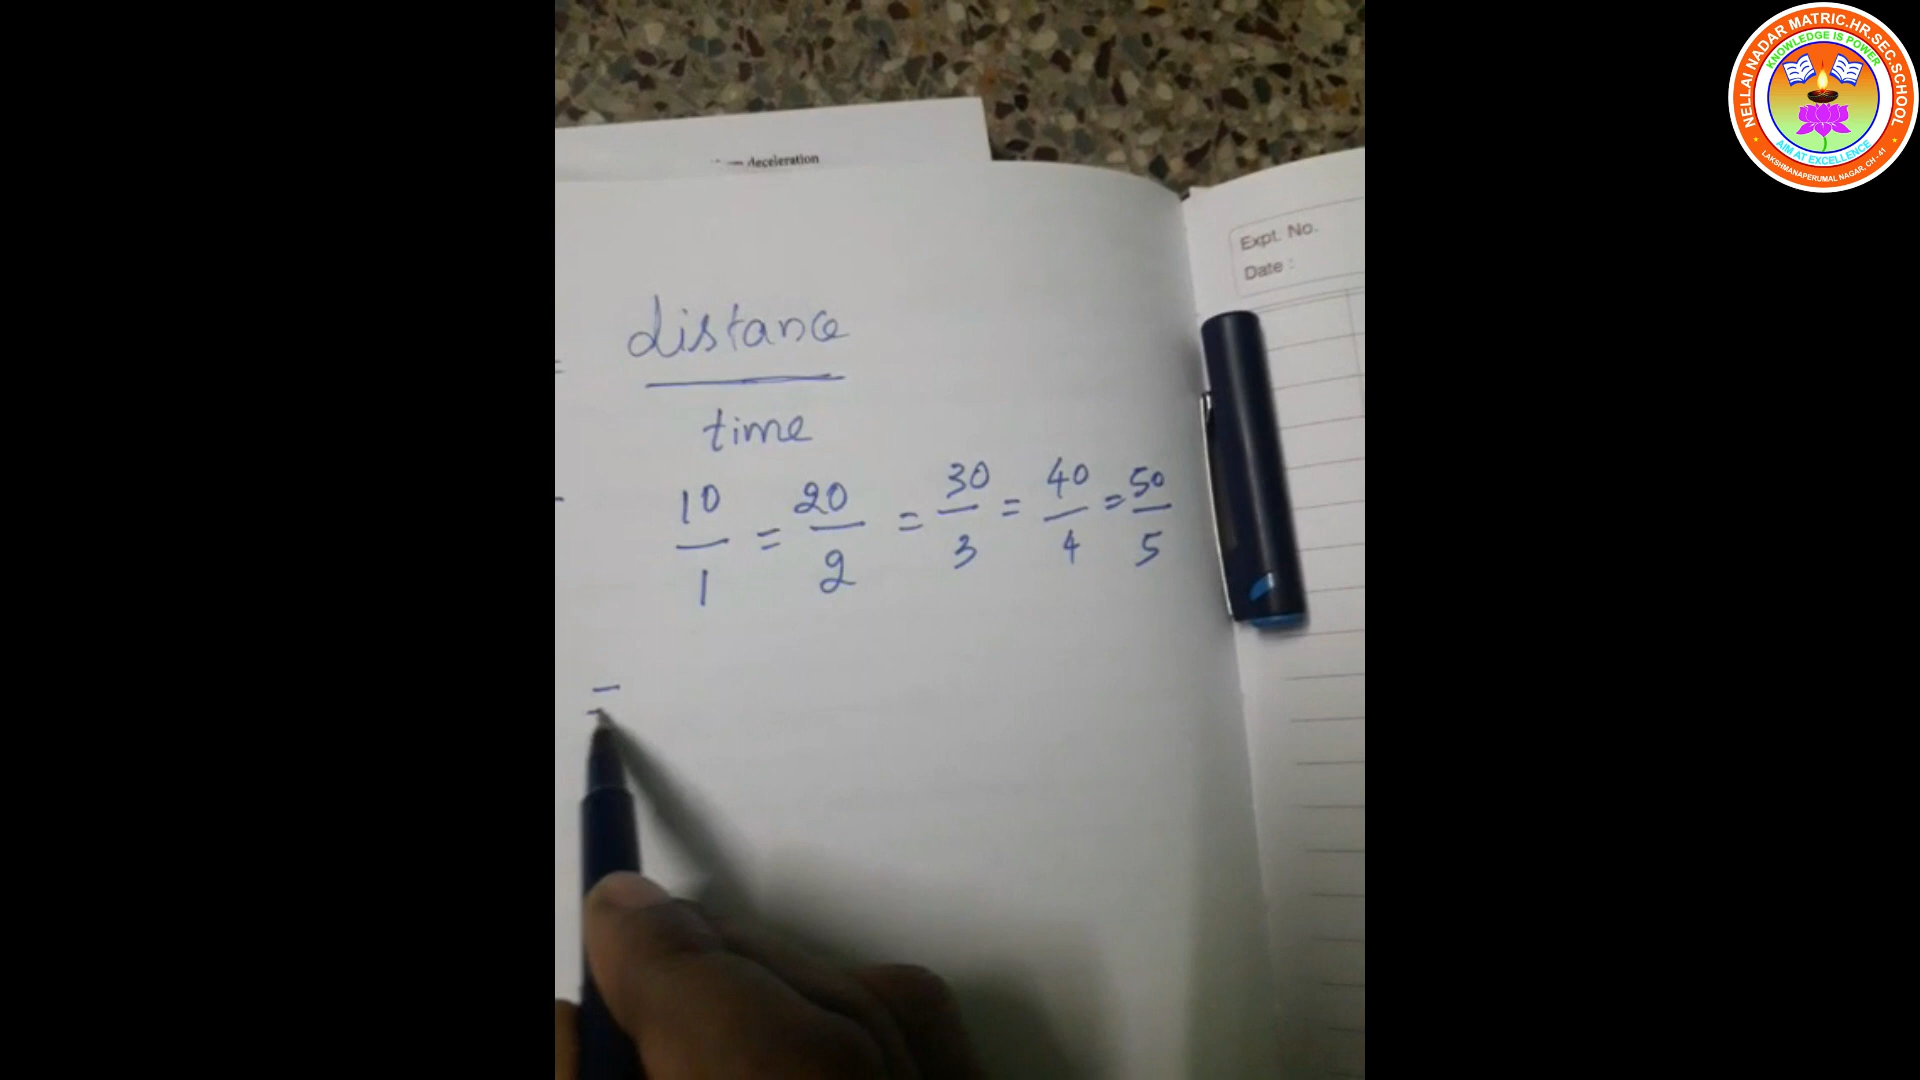 deceleration
Expt. No.
Date :
= distance
time
10 = 20 = 30 = 40 = 50
1 2 3 4 5
=
NELLAI NADAR MATRIC.HR.SEC.SCHOOL
KNOWLEDGE IS POWER
AIM AT EXCELLENCE
LAKSHMANAPERUMAL NAGAR, CH - 41